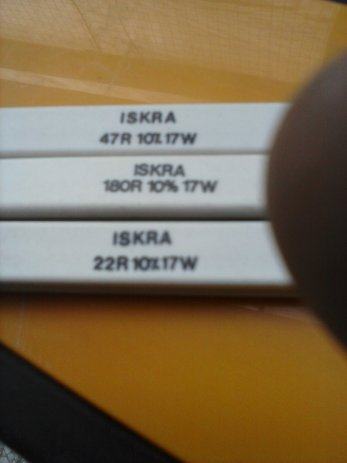 ISKRA
47R 10% 17W
ISKRA
180R 10% 17W
ISKRA
22R 10% 17W